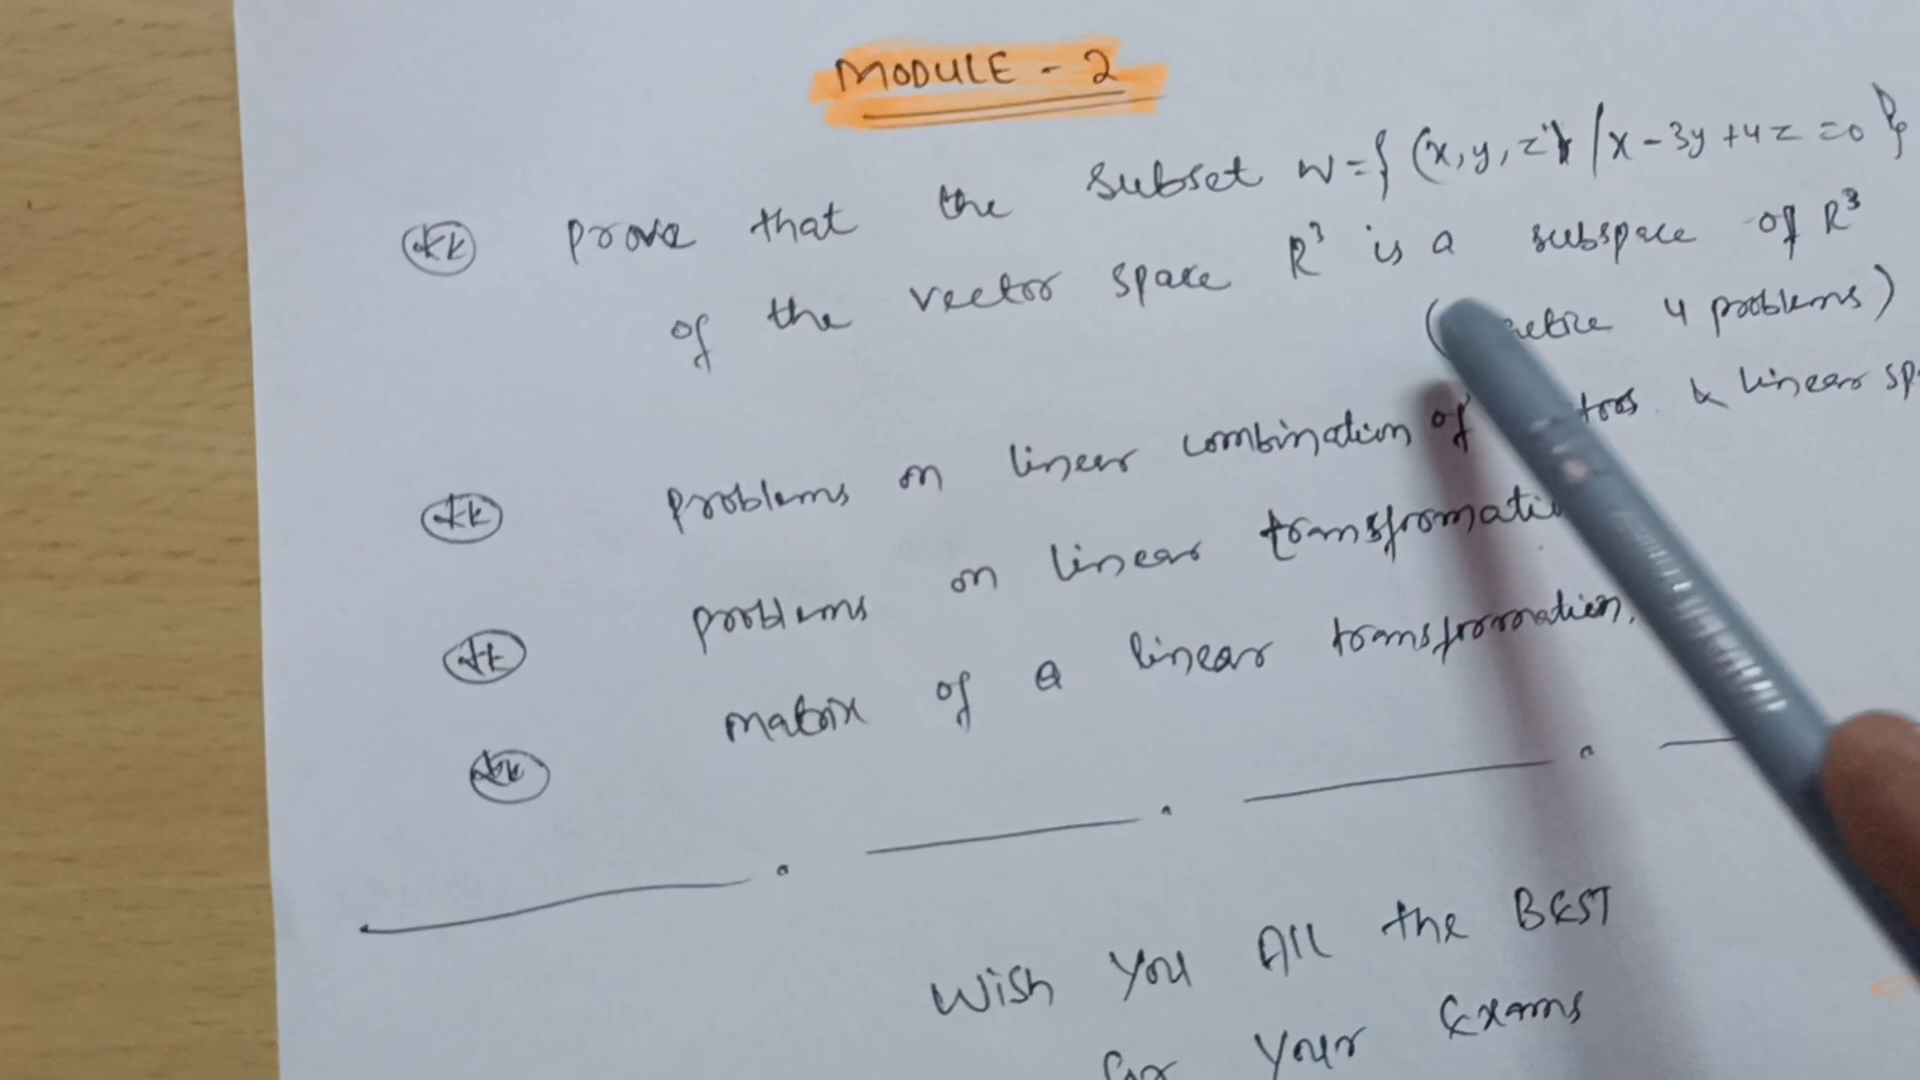 MODULE - 2
prove that the subset W={ (x,y,z) /x-3y+4z=0 }
of the vector space R³ is a subspace of R³
( 4 problems)
problems on linear combination of & linear
problems on linear
matrix of a linear transfromation.
Wish You All the BEST
for Your Exams